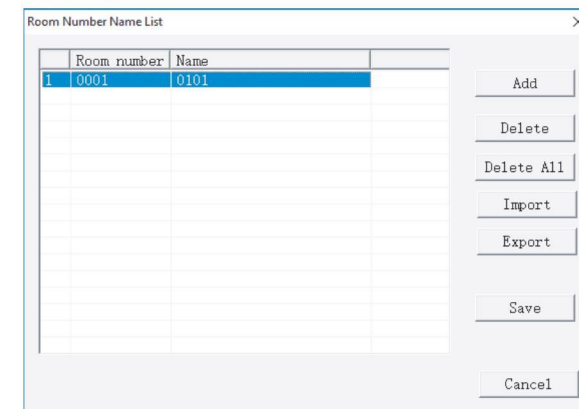 Room Number Name List
Room number Name
1 0001 0101
Add
Delete
Delete All
Import
Export
Save
Cancel